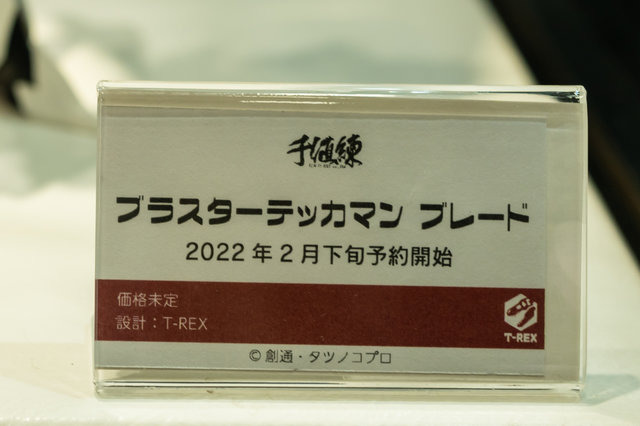 千値練
ブラスターテッカマン ブレード
2022年2月下旬予約開始
価格未定
設計：T-REX
T-REX
© 創通・タツノコプロ